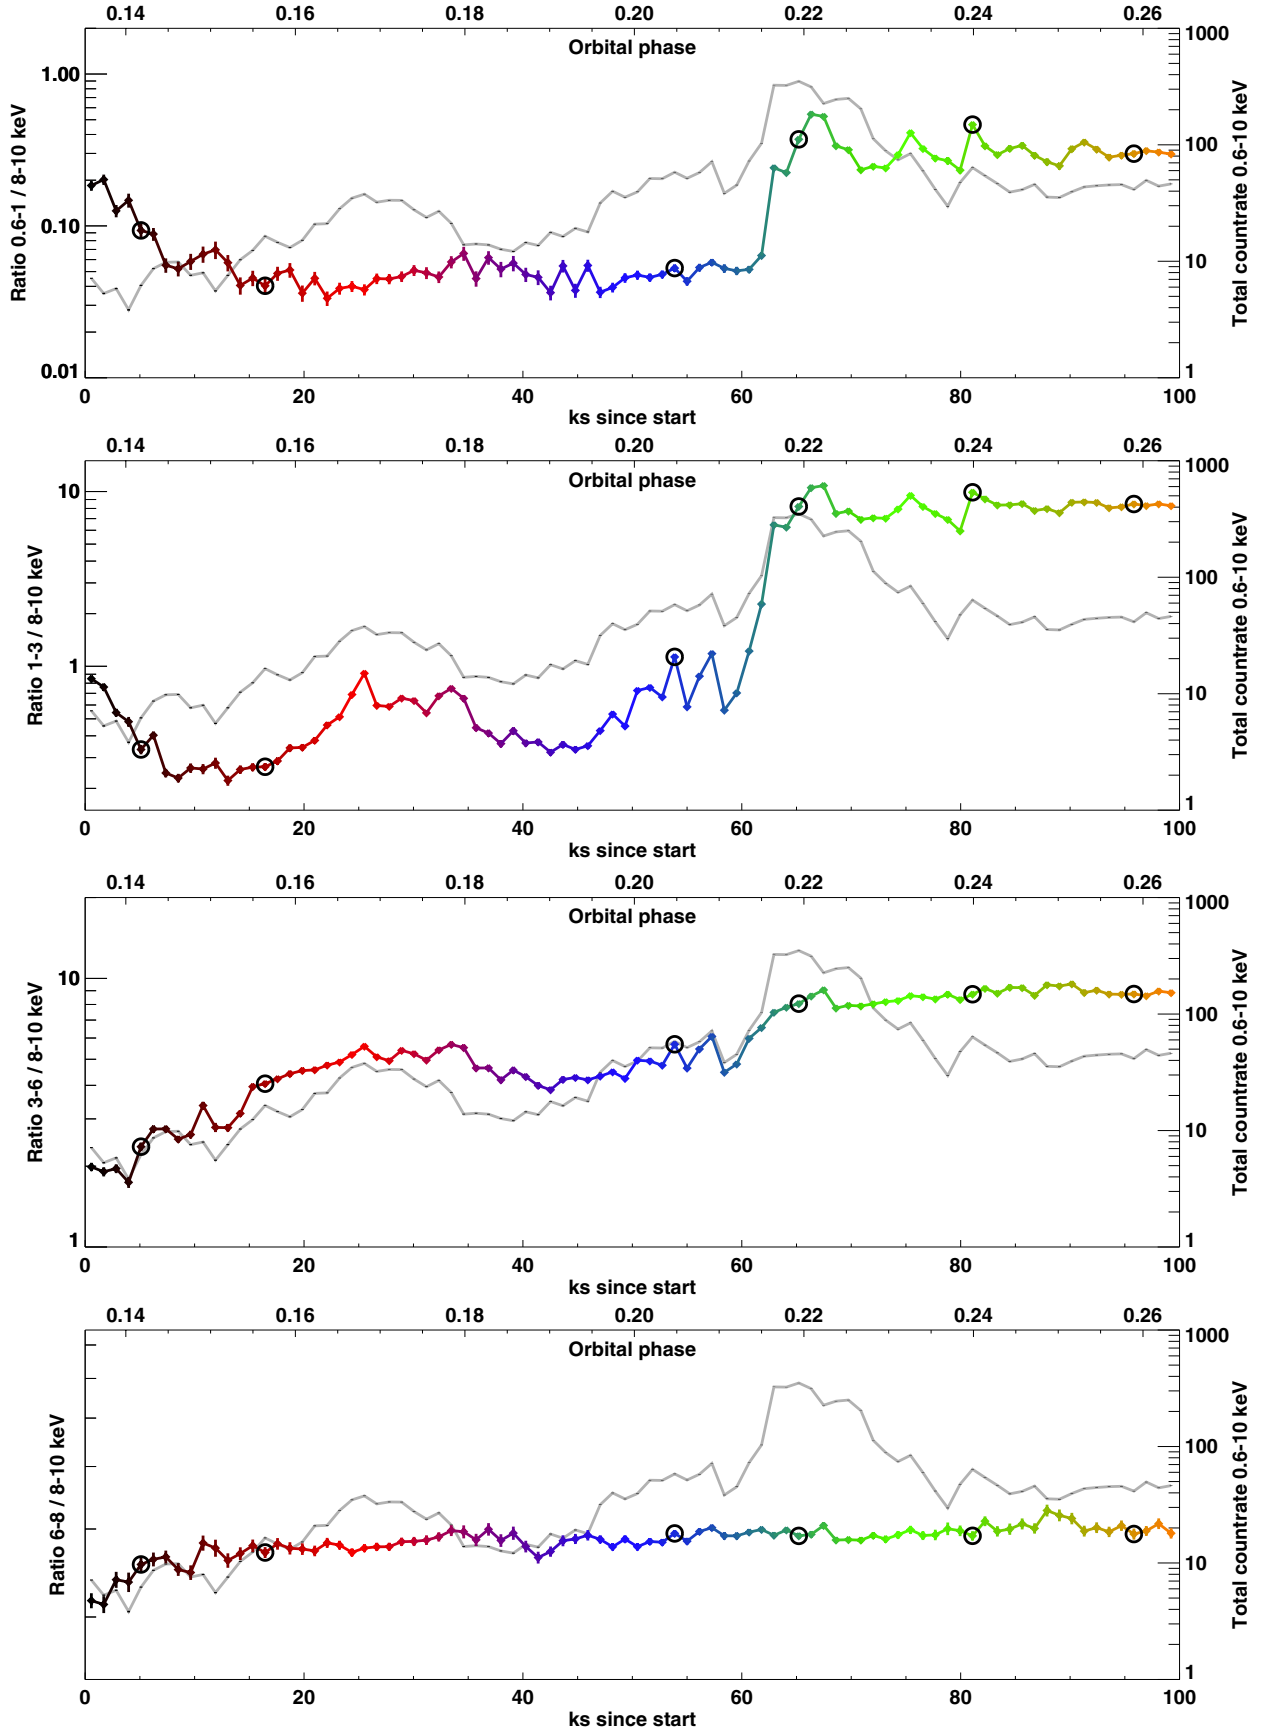 0.14 0.16 0.18 0.20 0.22 0.24 0.26
Orbital phase
Ratio 0.6-1 / 8-10 keV
1.00
0.10
0.01
1000
100
10
1
Total countrate 0.6-10 keV
0 20 40 60 80 100
ks since start
0.14 0.16 0.18 0.20 0.22 0.24 0.26
Orbital phase
Ratio 1-3 / 8-10 keV
10
1
1000
100
10
1
Total countrate 0.6-10 keV
0 20 40 60 80 100
ks since start
0.14 0.16 0.18 0.20 0.22 0.24 0.26
Orbital phase
Ratio 3-6 / 8-10 keV
10
1
1000
100
10
1
Total countrate 0.6-10 keV
0 20 40 60 80 100
ks since start
0.14 0.16 0.18 0.20 0.22 0.24 0.26
Orbital phase
Ratio 6-8 / 8-10 keV
1000
100
10
1
Total countrate 0.6-10 keV
0 20 40 60 80 100
ks since start